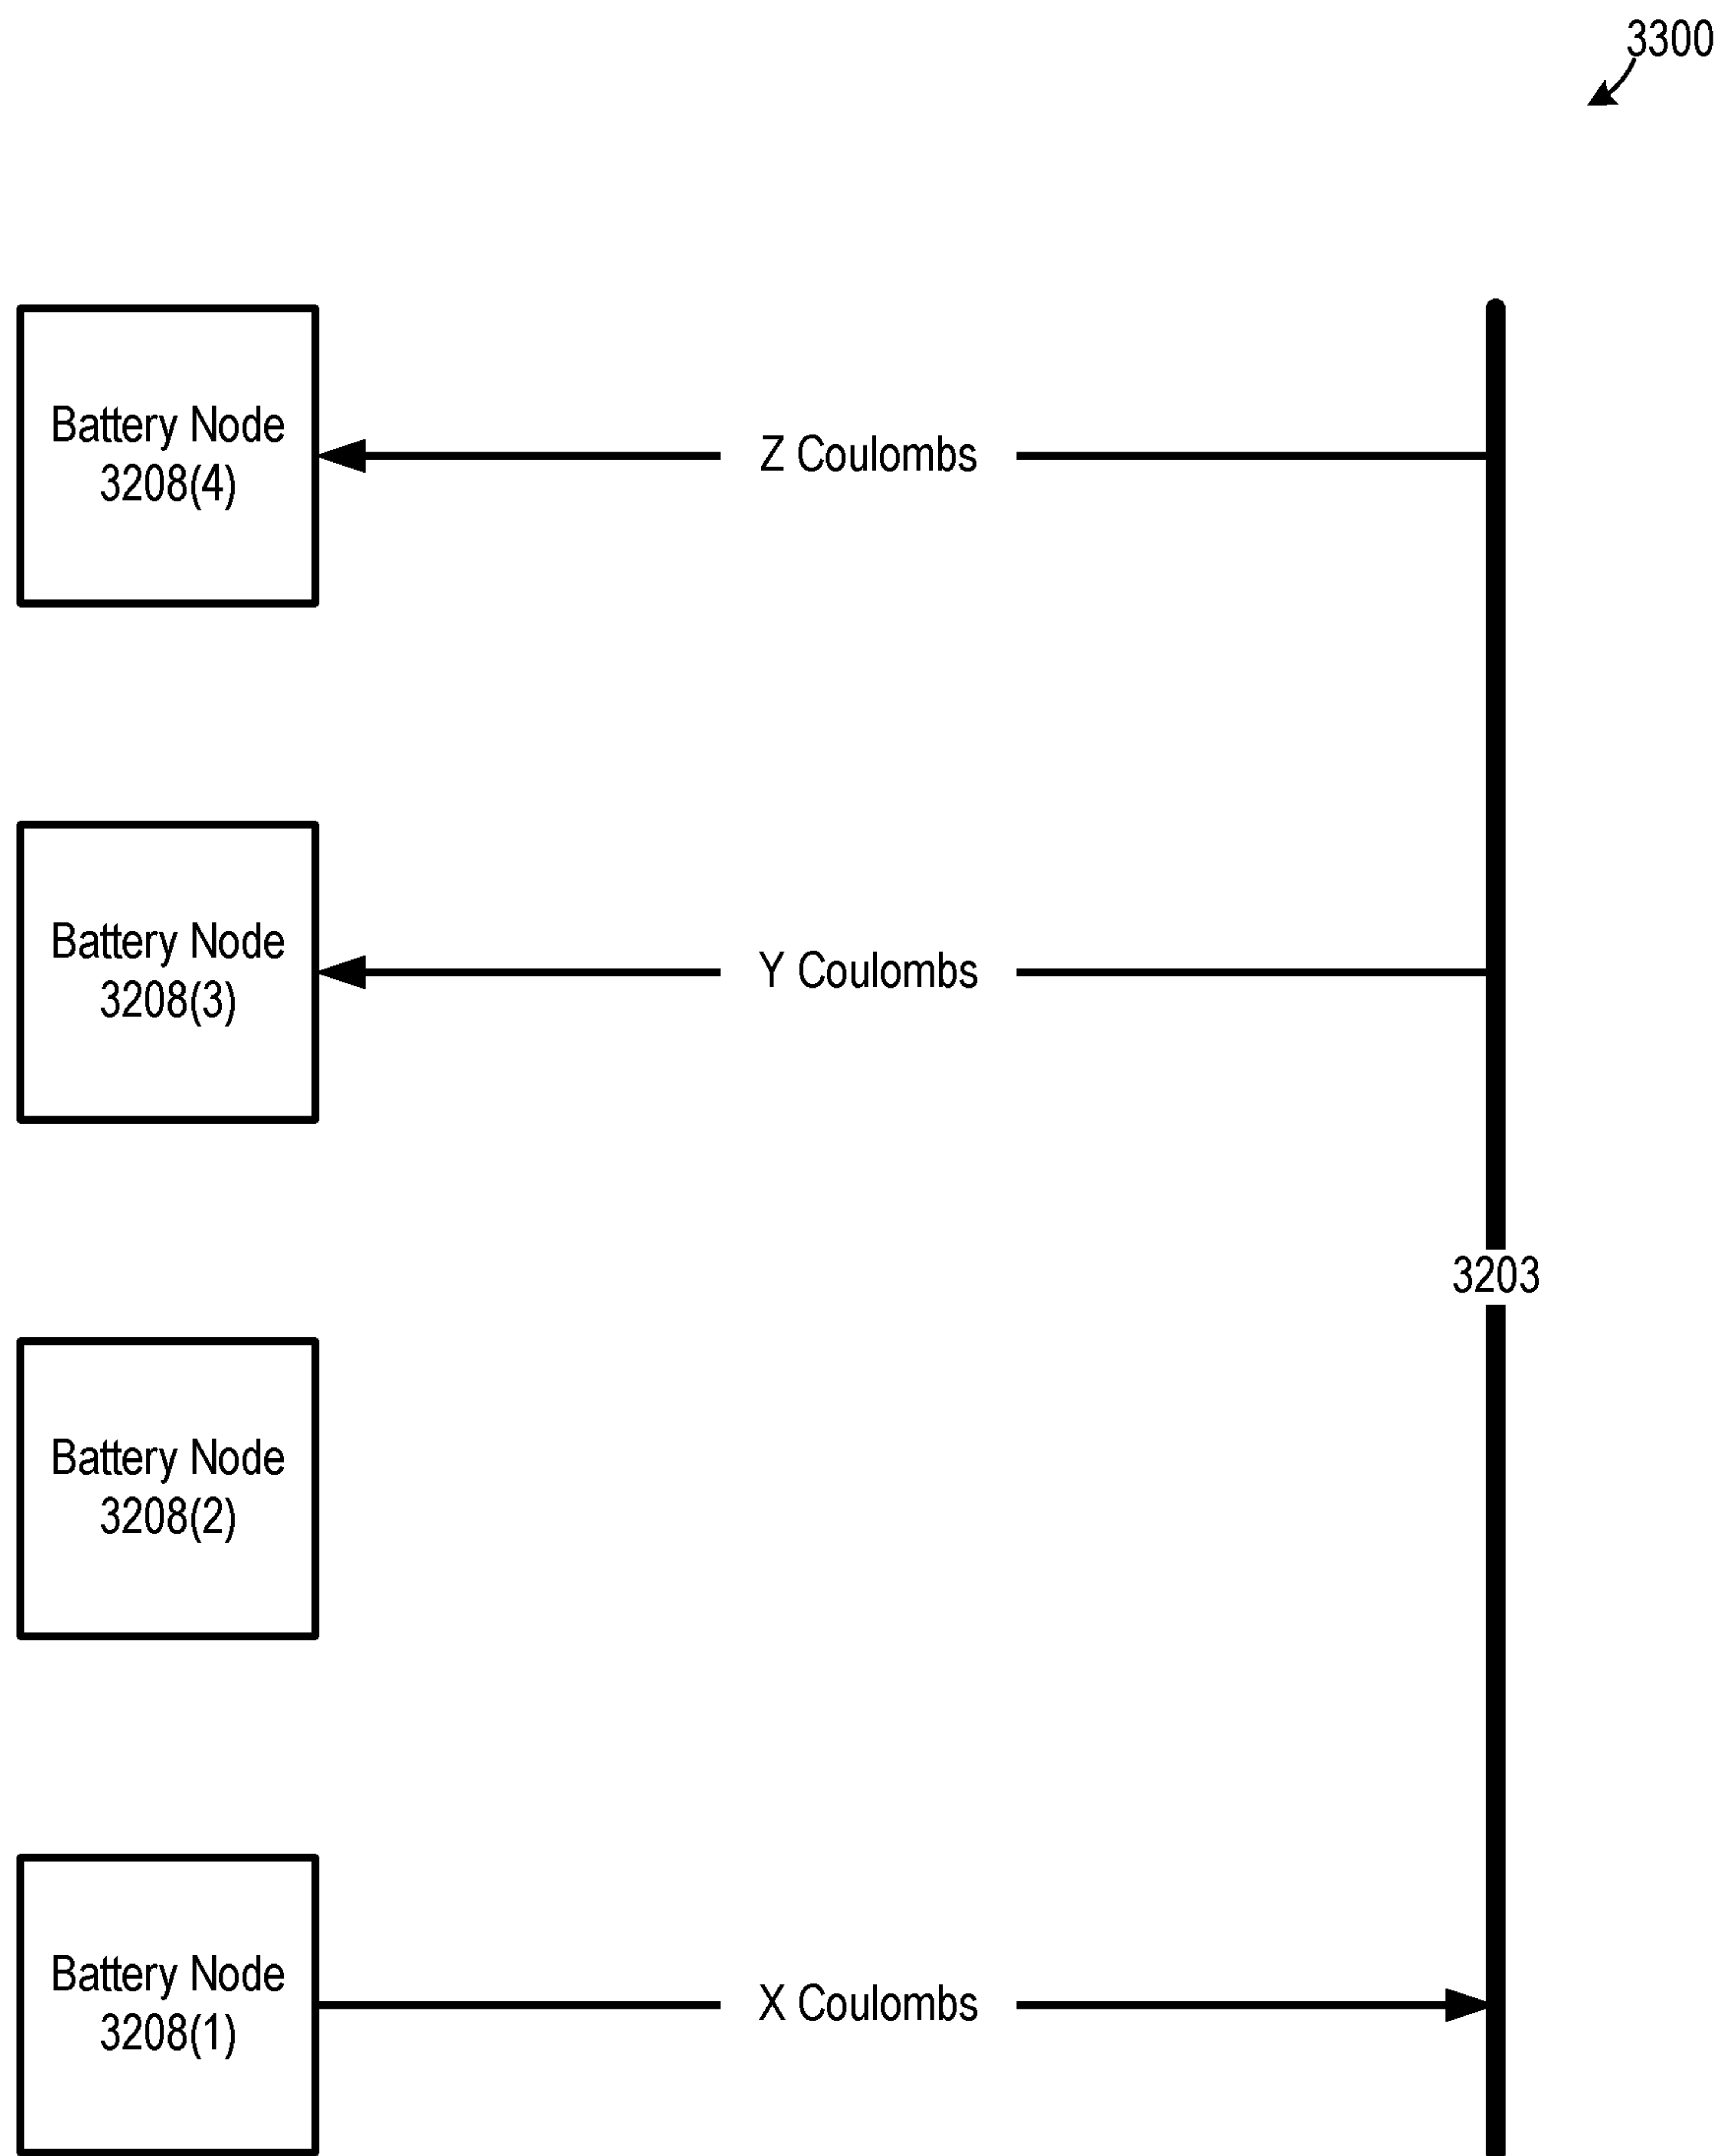 3300
Battery Node
3208(4)
Z Coulombs
Battery Node
3208(3)
Y Coulombs
3203
Battery Node
3208(2)
Battery Node
3208(1)
X Coulombs